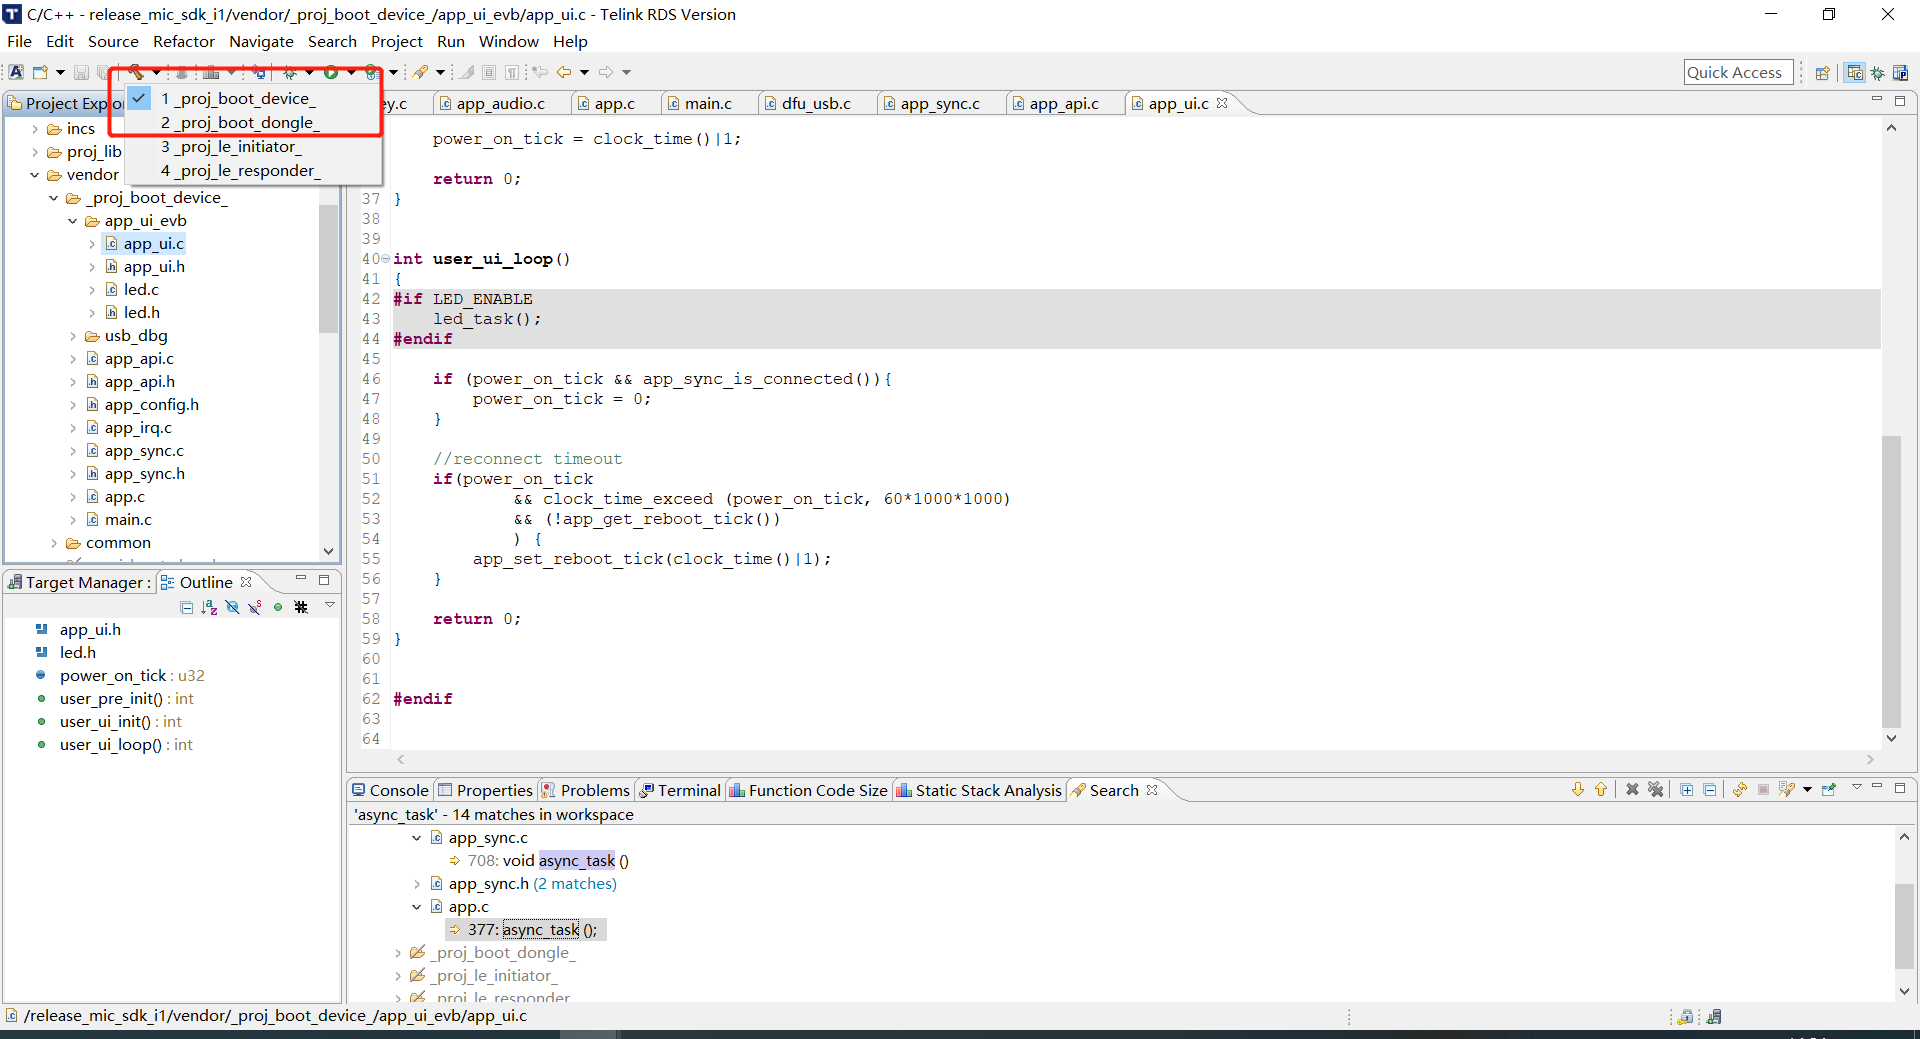 C/C++ - release_mic_sdk_i1/vendor/_proj_boot_device_/app_ui_evb/app_ui.c - Telink RDS Version
File Edit Source Refactor Navigate Search Project Run Window Help
Quick Access
Project Explo
1 _proj_boot_device_
2 _proj_boot_dongle_
3 _proj_le_initiator_
4 _proj_le_responder_
incs
proj_lib
vendor
_proj_boot_device_
app_ui_evb
app_ui.c
app_ui.h
led.c
led.h
usb_dbg
app_api.c
app_api.h
app_config.h
app_irq.c
app_sync.c
app_sync.h
app.c
main.c
common
ey.c app_audio.c app.c main.c dfu_usb.c app_sync.c app_api.c app_ui.c
power_on_tick = clock_time()|1;
return 0;
37 }
38
39
40 int user_ui_loop()
41 {
42 #if LED_ENABLE
43 led_task();
44 #endif
45
46 if (power_on_tick && app_sync_is_connected()){
47 power_on_tick = 0;
48 }
49
50 //reconnect timeout
51 if(power_on_tick
52 && clock_time_exceed (power_on_tick, 60*1000*1000)
53 && (!app_get_reboot_tick())
54 ) {
55 app_set_reboot_tick(clock_time()|1);
56 }
57
58 return 0;
59 }
60
61
62 #endif
63
64
Target Manager : Outline
app_ui.h
led.h
power_on_tick : u32
user_pre_init() : int
user_ui_init() : int
user_ui_loop() : int
Console Properties Problems Terminal Function Code Size Static Stack Analysis Search
'async_task' - 14 matches in workspace
app_sync.c
708: void async_task ()
app_sync.h (2 matches)
app.c
377: async_task ();
_proj_boot_dongle_
_proj_le_initiator_
_proj_le_responder_
/release_mic_sdk_i1/vendor/_proj_boot_device_/app_ui_evb/app_ui.c